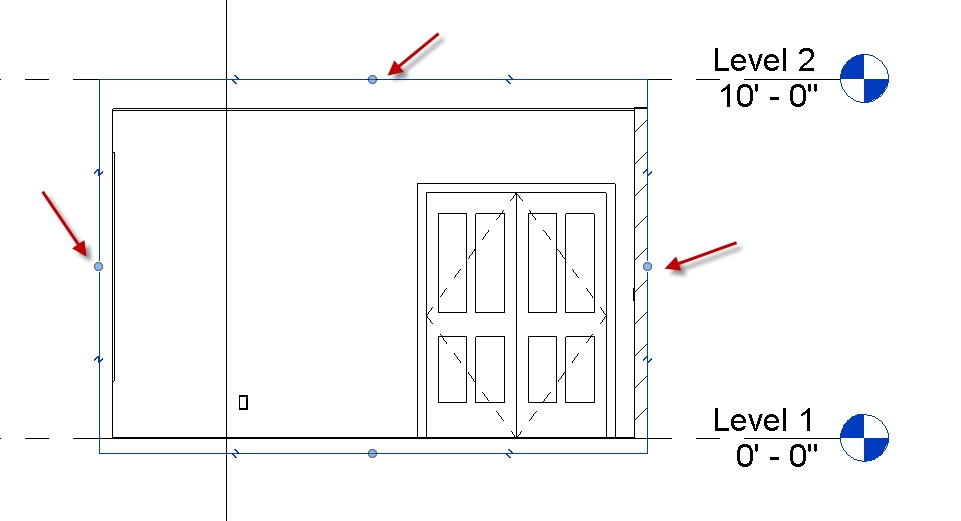 Level 2
10' - 0"
Level 1
0' - 0"